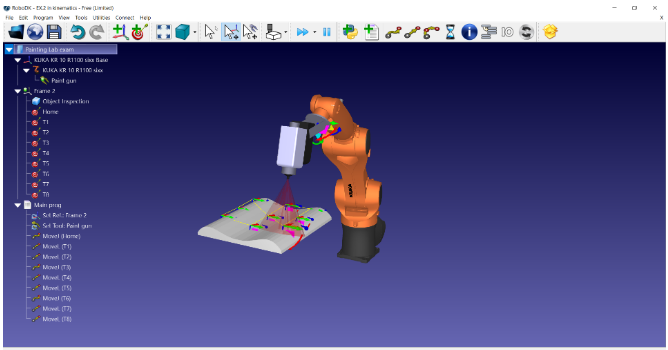 RoboDK - EX.2 in kinematics - Free (Limited)
File Edit Program View Tools Utilities Connect Help
Painting Lab exam
KUKA KR 10 R1100 sixx Base
KUKA KR 10 R1100 sixx
Paint gun
Frame 2
Object Inspection
Home
T1
T2
T3
T4
T5
T6
T7
T8
Main prog
Set Ref.: Frame 2
Set Tool: Paint gun
MoveJ (Home)
MoveL (T1)
MoveL (T2)
MoveL (T3)
MoveL (T4)
MoveL (T5)
MoveL (T6)
MoveL (T7)
MoveL (T8)